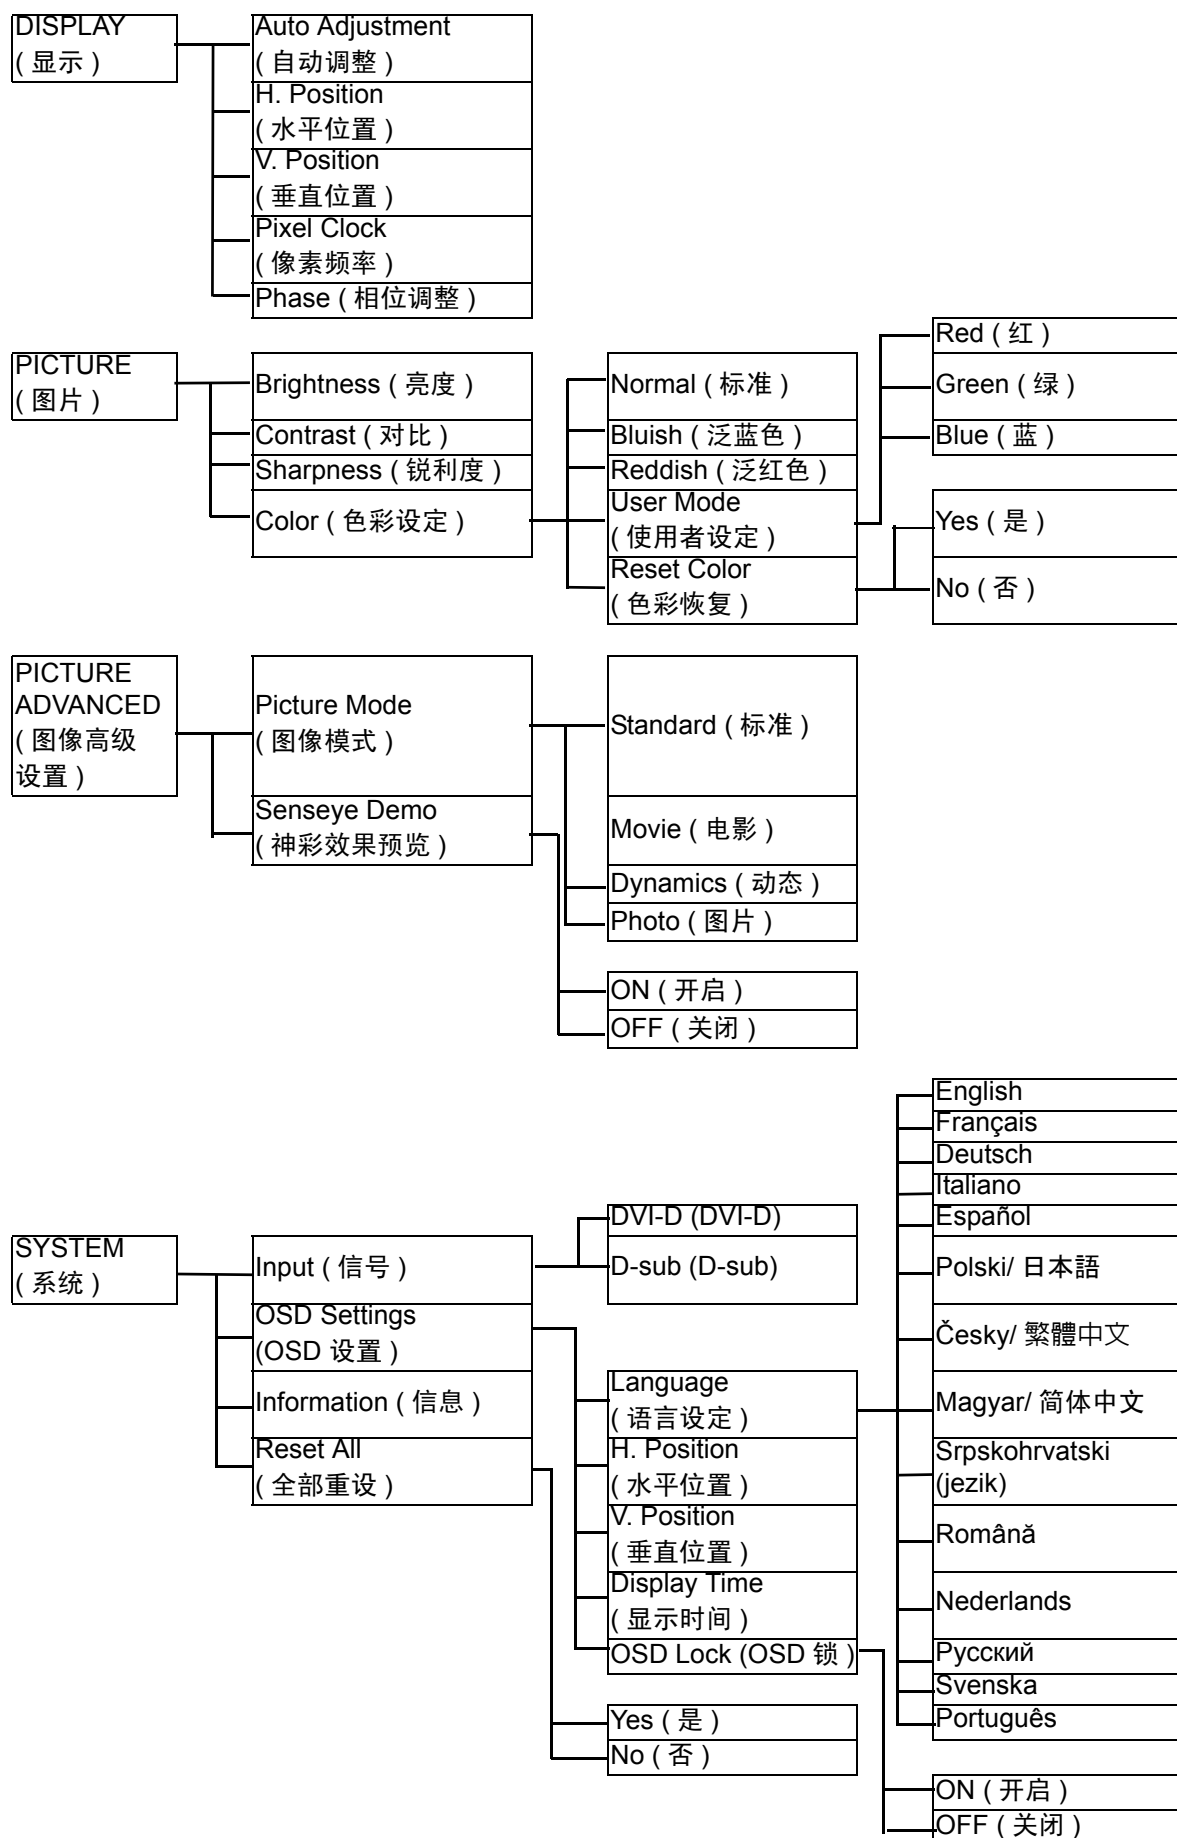 DISPLAY
( 显示 )
Auto Adjustment
( 自动调整 )
H. Position
( 水平位置 )
V. Position
( 垂直位置 )
Pixel Clock
( 像素频率 )
Phase ( 相位调整 )
PICTURE
( 图片 )
Brightness ( 亮度 )
Contrast ( 对比 )
Sharpness ( 锐利度 )
Color ( 色彩设定 )
Normal ( 标准 )
Bluish ( 泛蓝色 )
Reddish ( 泛红色 )
User Mode
( 使用者设定 )
Reset Color
( 色彩恢复 )
Red ( 红 )
Green ( 绿 )
Blue ( 蓝 )
Yes ( 是 )
No ( 否 )
PICTURE
ADVANCED
( 图像高级
设置 )
Picture Mode
( 图像模式 )
Senseye Demo
( 神彩效果预览 )
Standard ( 标准 )
Movie ( 电影 )
Dynamics ( 动态 )
Photo ( 图片 )
ON ( 开启 )
OFF ( 关闭 )
SYSTEM
( 系统 )
Input ( 信号 )
OSD Settings
(OSD 设置 )
Information ( 信息 )
Reset All
( 全部重设 )
DVI-D (DVI-D)
D-sub (D-sub)
Language
( 语言设定 )
H. Position
( 水平位置 )
V. Position
( 垂直位置 )
Display Time
( 显示时间 )
OSD Lock (OSD 锁 )
Yes ( 是 )
No ( 否 )
English
Français
Deutsch
Italiano
Español
Polski/ 日本語
Česky/ 繁體中文
Magyar/ 简体中文
Srpskohrvatski
(jezik)
Română
Nederlands
Русский
Svenska
Português
ON ( 开启 )
OFF ( 关闭 )